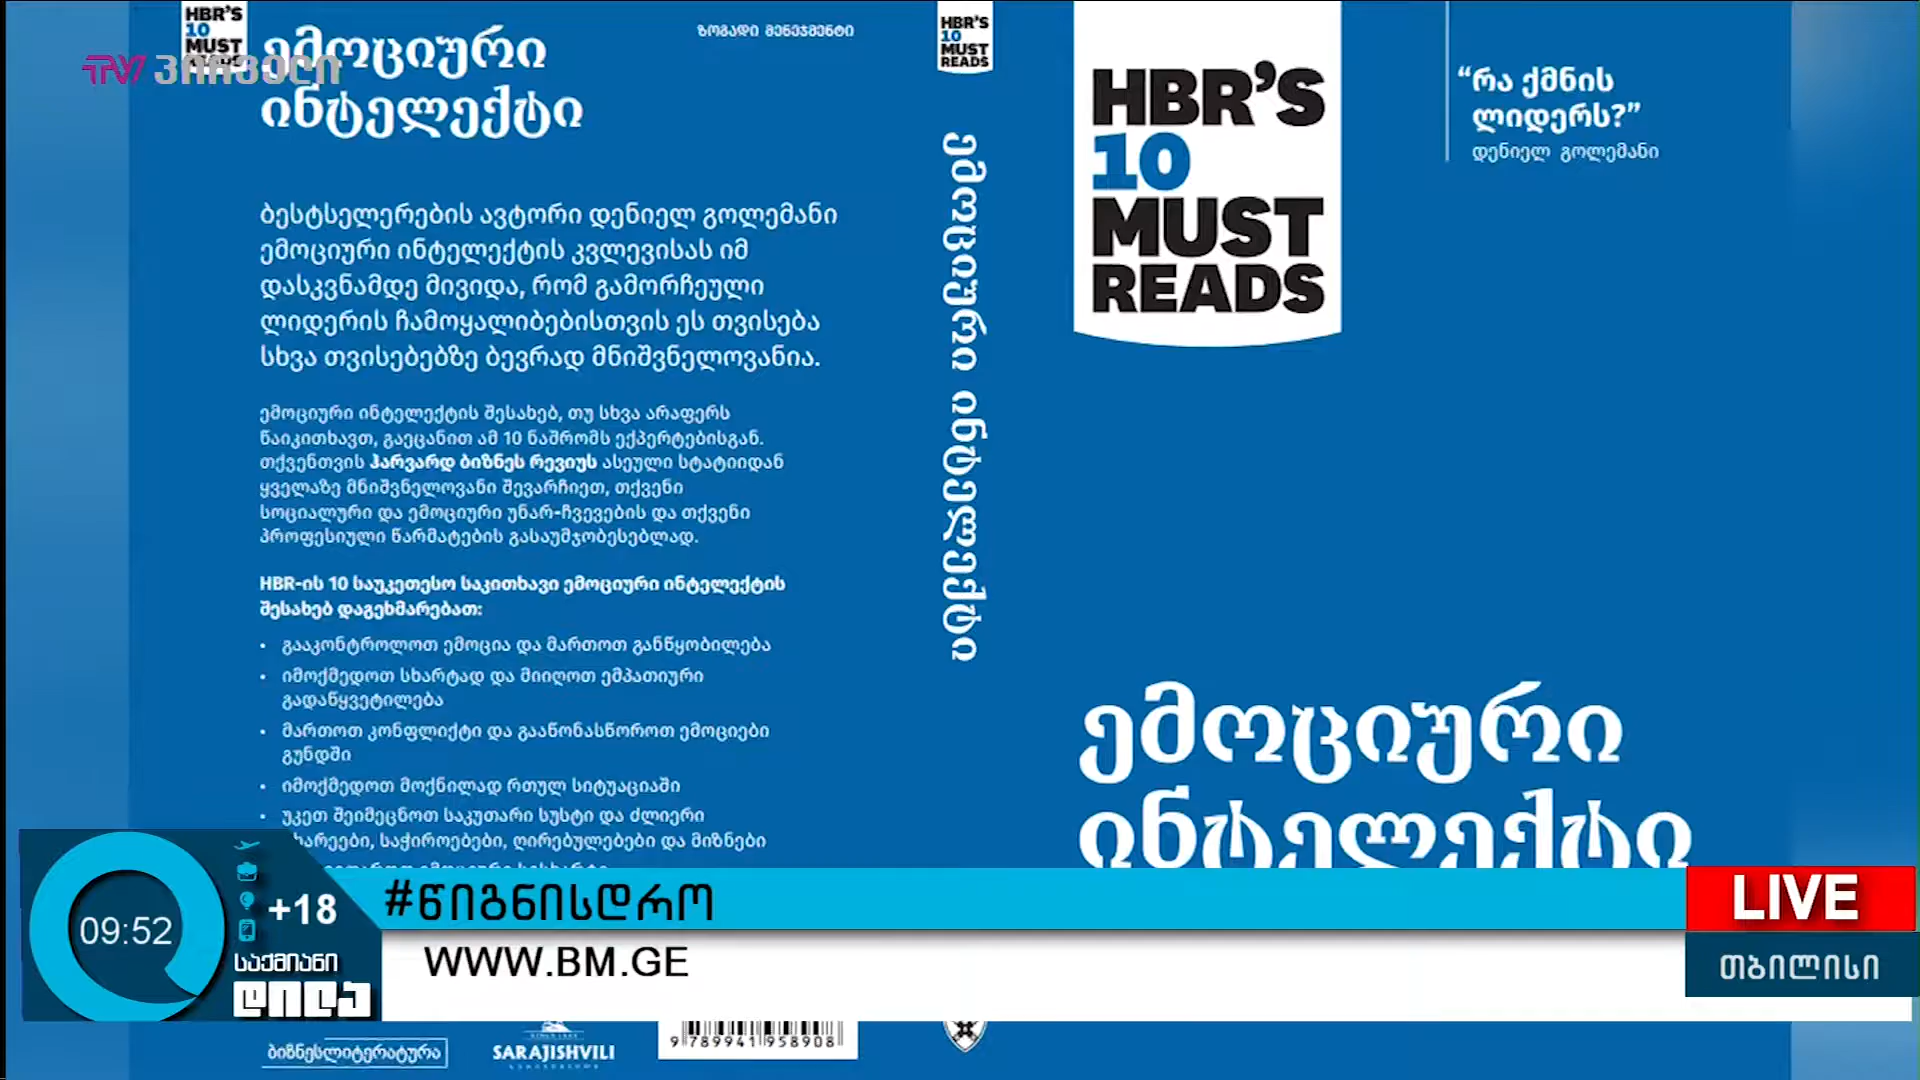 HBR'S
10
MUST
READS
ემოციური
ინტელექტი
ზოგადი მენეჯმენტი
TV პირველი
ბესტსელერების ავტორი დენიელ გოლემანი
ემოციური ინტელექტის კვლევისას იმ
დასკვნამდე მივიდა, რომ გამორჩეული
ლიდერის ჩამოყალიბებისთვის ეს თვისება
სხვა თვისებებზე ბევრად მნიშვნელოვანია.
ემოციური ინტელექტის შესახებ, თუ სხვა არაფერს
წაიკითხავთ, გაეცანით ამ 10 ნაშრომს ექპერტებისგან.
თქვენთვის ჰარვარდ ბიზნეს რევიუს ასეული სტატიიდან
ყველაზე მნიშვნელოვანი შევარჩიეთ, თქვენი
სოციალური და ემოციური უნარ-ჩვევების და თქვენი
პროფესიული წარმატების გასაუმჯობესებლად.
HBR-ის 10 საუკეთესო საკითხავი ემოციური ინტელექტის
შესახებ დაგეხმარებათ:
• გააკონტროლოთ ემოცია და მართოთ განწყობილება
• იმოქმედოთ სხარტად და მიიღოთ ემპათიური
გადაწყვეტილება
• მართოთ კონფლიქტი და გააწონასწოროთ ემოციები
გუნდში
• იმოქმედოთ მოქნილად რთულ სიტუაციაში
• უკეთ შეიმეცნოთ საკუთარი სუსტი და ძლიერი
მხარეები, საჭიროებები, ღირებულებები და მიზნები
ბიზნესლიტერატურა
SARAJISHVILI
9 789941 958908
HBR'S
10
MUST
READS
ემოციური ინტელექტი
HBR'S
10
MUST
READS
“რა ქმნის
ლიდერს?”
დენიელ გოლემანი
ემოციური
ინტელექტი
09:52
+18
საქმიანი
დილა
#წიგნისდრო
WWW.BM.GE
LIVE
თბილისი